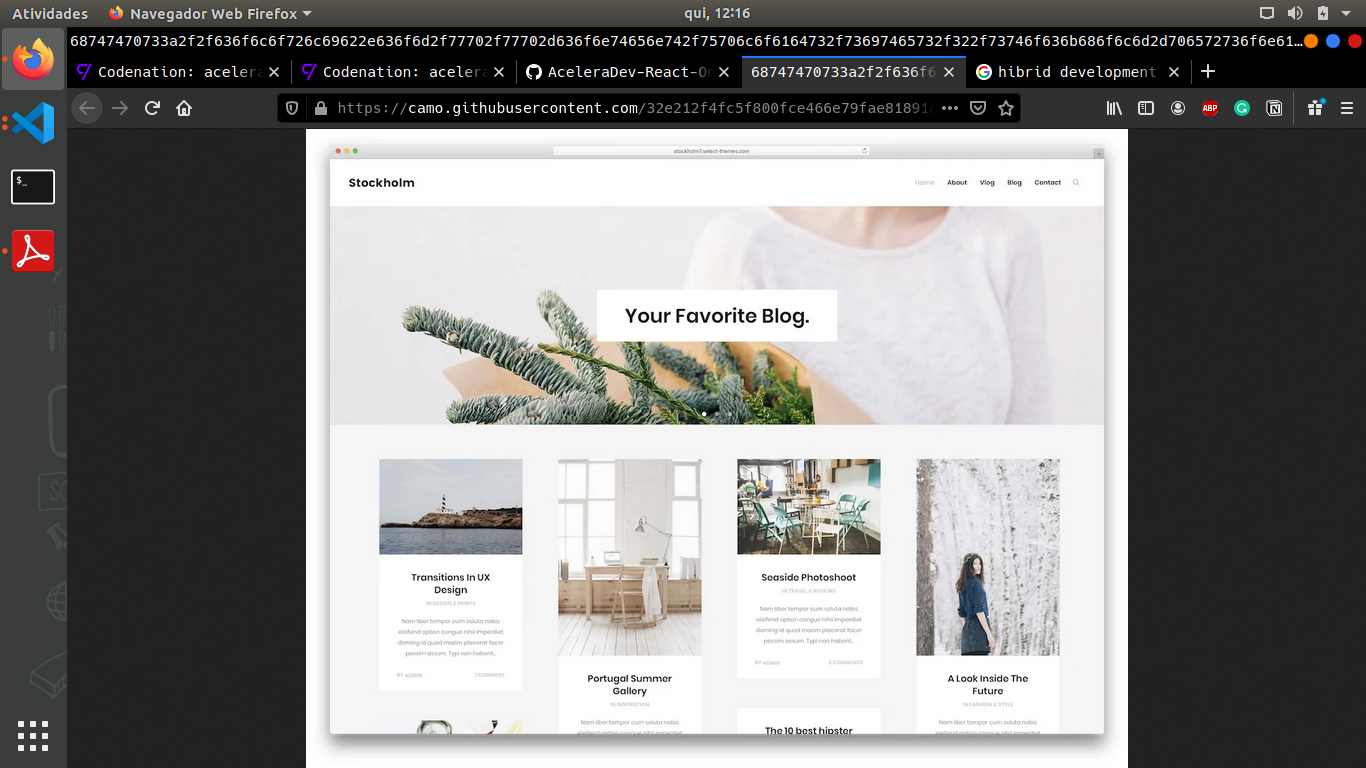 Atividades
Navegador Web Firefox
qui, 12:16
68747470733a2f2f636f6c6f726c69622e636f6d2f77702f77702d636f6e74656e742f75706c6f6164732f73697465732f322f73746f636b686f6c6d2d706572736f6e61...
Codenation: aceler
Codenation: aceler
AceleraDev-React-On
68747470733a2f2f636f6
hibrid development
https://camo.githubusercontent.com/32e212f4fc5f800fce466e79fae81891
ABP
$_
stockholm7.select-themes.com
Stockholm
Home
About
Vlog
Blog
Contact
Your Favorite Blog.
Transitions In UX
Design
IN DESIGN & PRINTS
Nam liber tempor cum soluta nobis
eleifend option congue nihil imperdiet
doming id quod mazim placerat facer
possim assum. Typi non habent...
BY ADMIN
1 COMMENT
Portugal Summer
Gallery
IN INSPIRATION
Nam liber tempor cum soluta nobis
eleifend option congue nihil imperdiet
Seaside Photoshoot
IN TRAVEL & REVIEWS
Nam liber tempor cum soluta nobis
eleifend option congue nihil imperdiet
doming id quod mazim placerat facer
possim assum. Typi non habent...
BY ADMIN
2 COMMENTS
The 10 best hipster
A Look Inside The
Future
IN FASHION & STYLE
Nam liber tempor cum soluta nobis
eleifend option congue nihil imperdiet